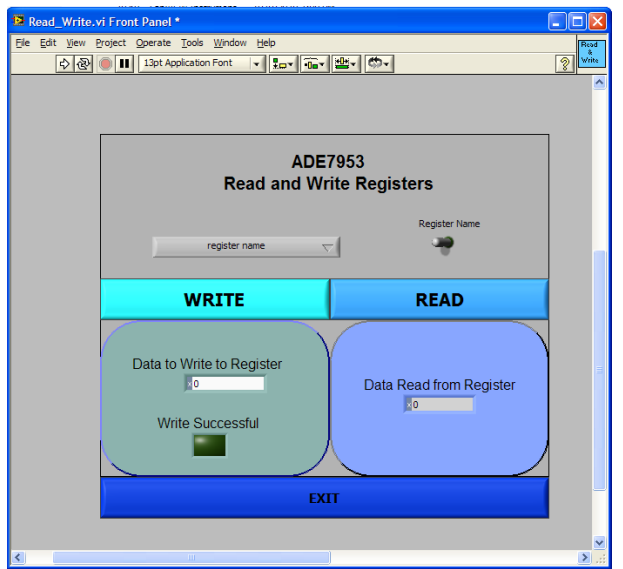 Read_Write.vi Front Panel *
File Edit View Project Operate Tools Window Help
13pt Application Font
?
Read
&
Write
ADE7953
Read and Write Registers
Register Name
register name
WRITE
READ
Data to Write to Register
x 0
Write Successful
Data Read from Register
x 0
EXIT